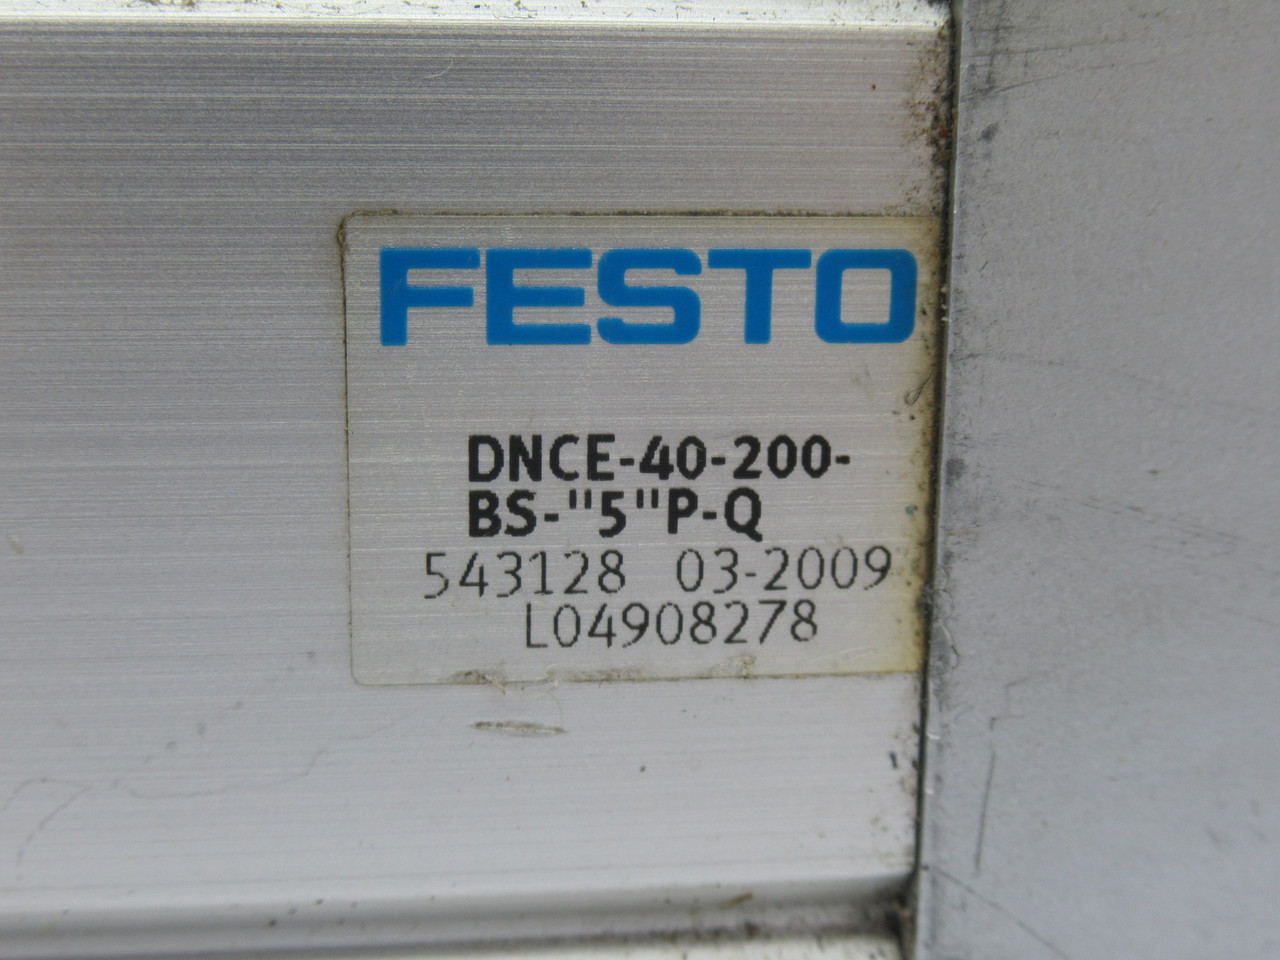 FESTO
DNCE-40-200-
BS-"5"P-Q
543128 03-2009
L04908278